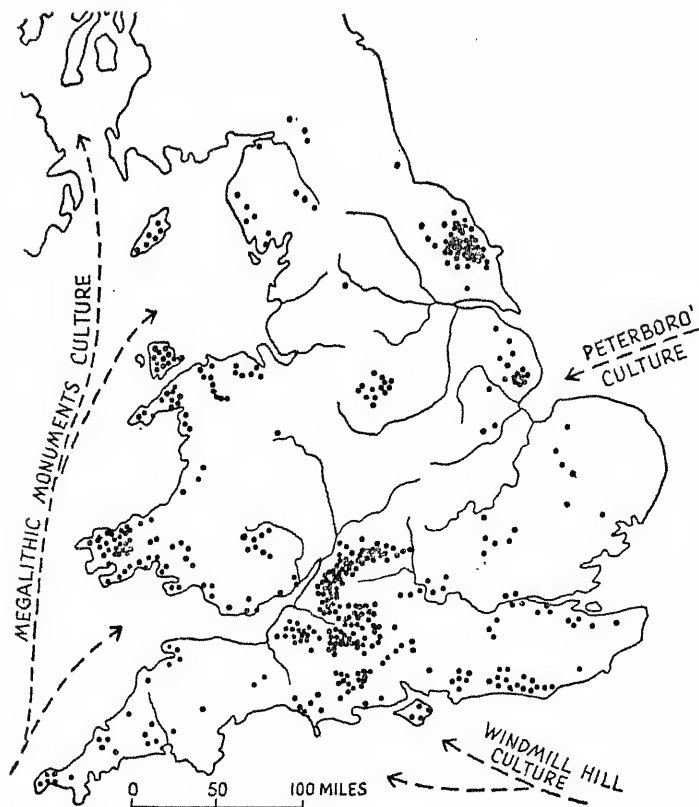 MEGALITHIC MONUMENTS CULTURE
PETERBORO'
CULTURE
WINDMILL HILL
CULTURE
0 50 100 MILES